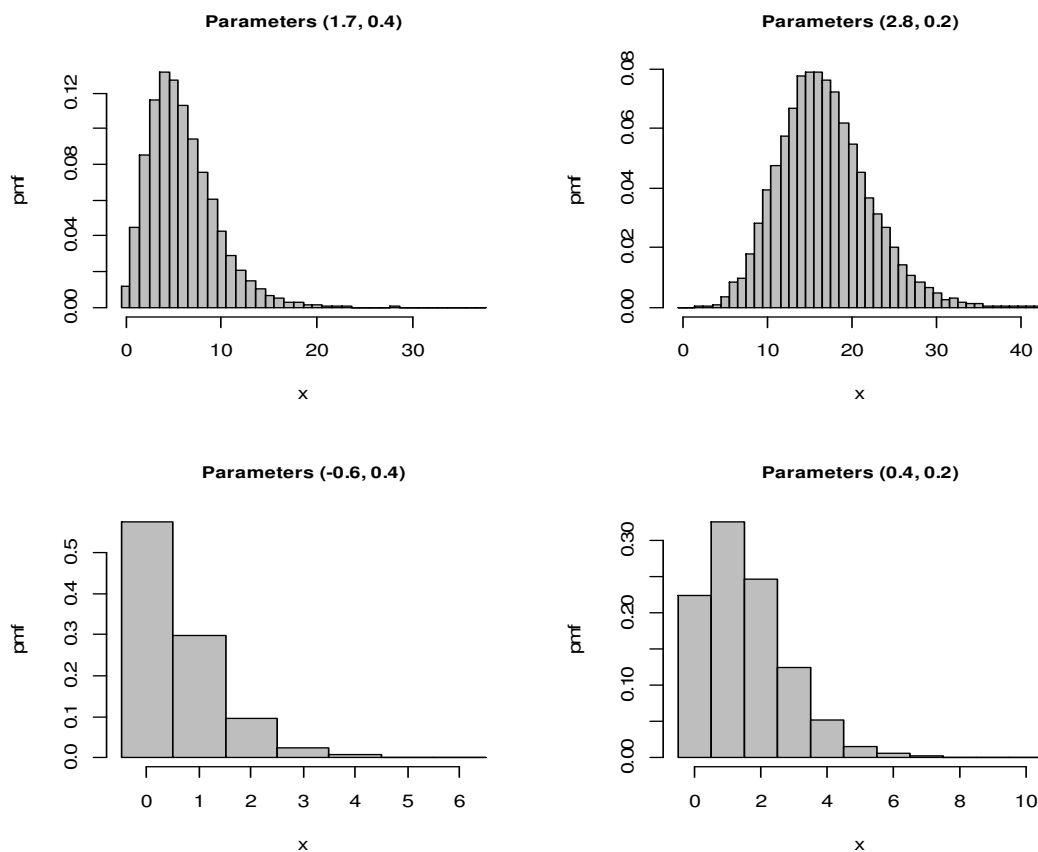 Parameters (1.7, 0.4)
pmf
0.00 0.04 0.08 0.12
0 10 20 30
x
Parameters (2.8, 0.2)
pmf
0.00 0.02 0.04 0.06 0.08
0 10 20 30 40
x
Parameters (-0.6, 0.4)
pmf
0.0 0.1 0.2 0.3 0.4 0.5
0 1 2 3 4 5 6
x
Parameters (0.4, 0.2)
pmf
0.00 0.10 0.20 0.30
0 2 4 6 8 10
x